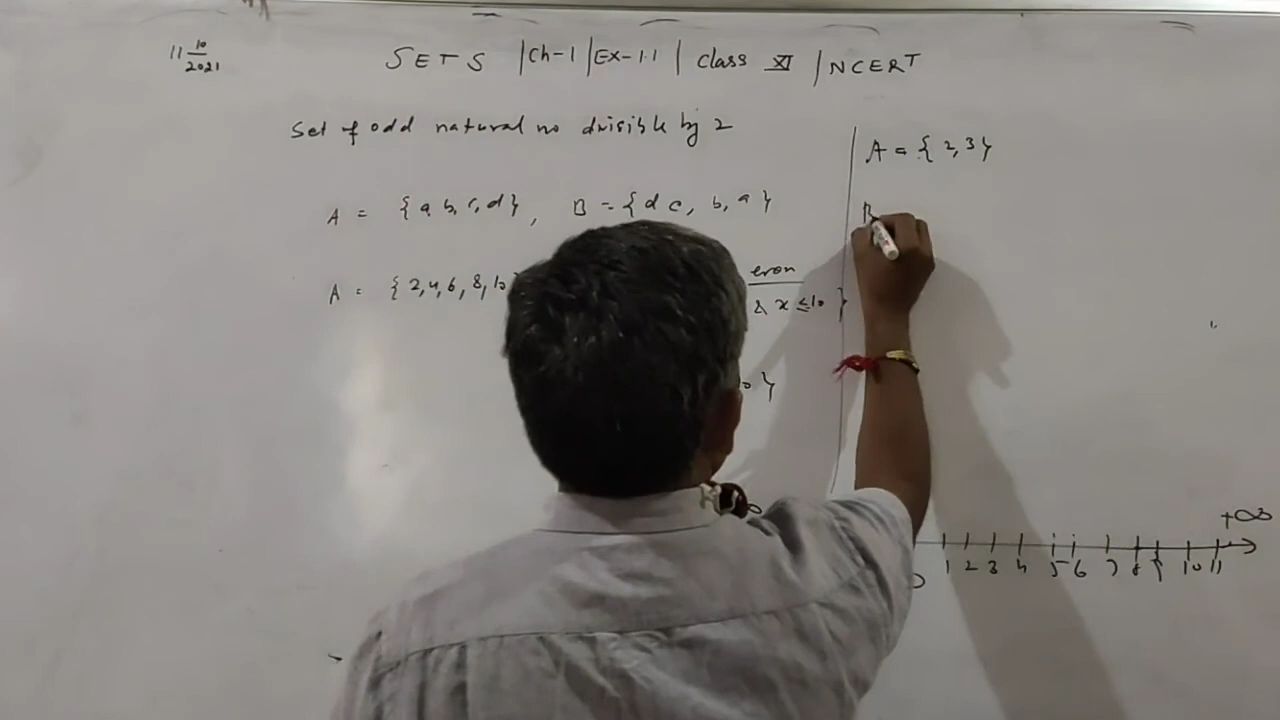 11 10/2021
SETS |Ch-1|Ex-1.1| class XI |NCERT
Set of odd natural no divisible by 2
A = {a, b, c, d}, B = {d c, b, a}
A = {2,4,6,8,10
even
& x ≤ 10 }
}
A = {2, 3}
B
+∞
1 2 3 4 5 6 7 8 9 10 11